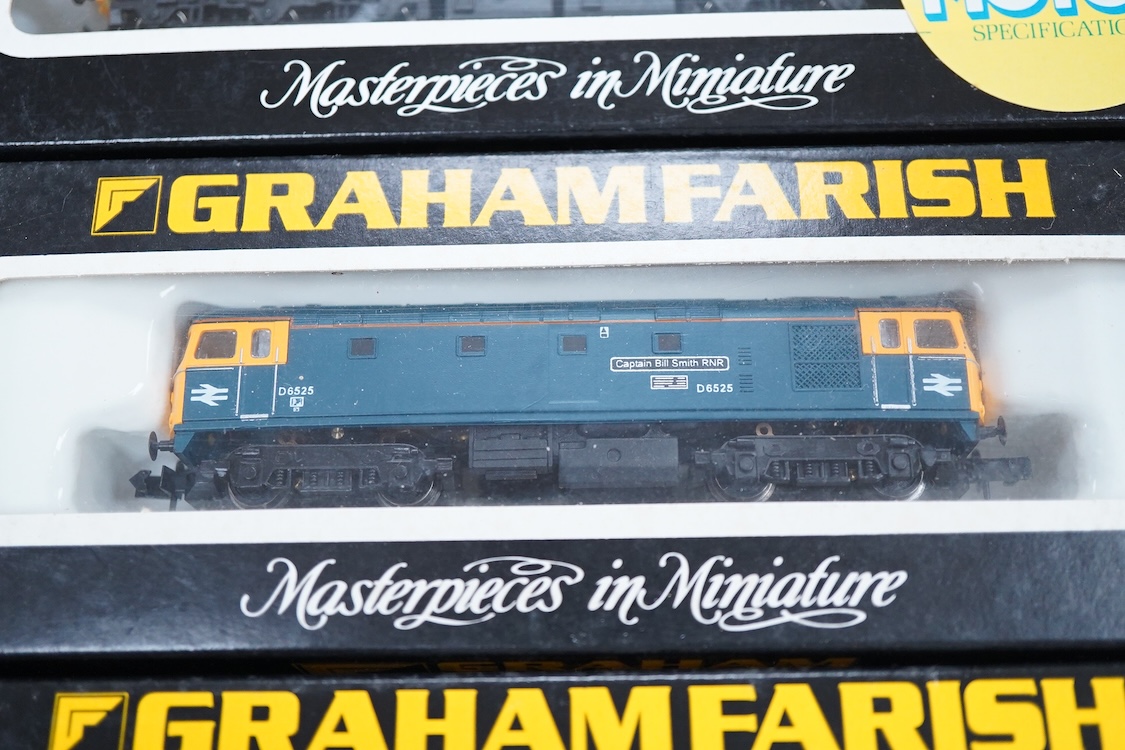 SPECIFICATIO
Masterpieces in Miniature
GRAHAM FARISH
Captain Bill Smith RNR
D6525
D6525
Masterpieces in Miniature
GRAHAM FARISH